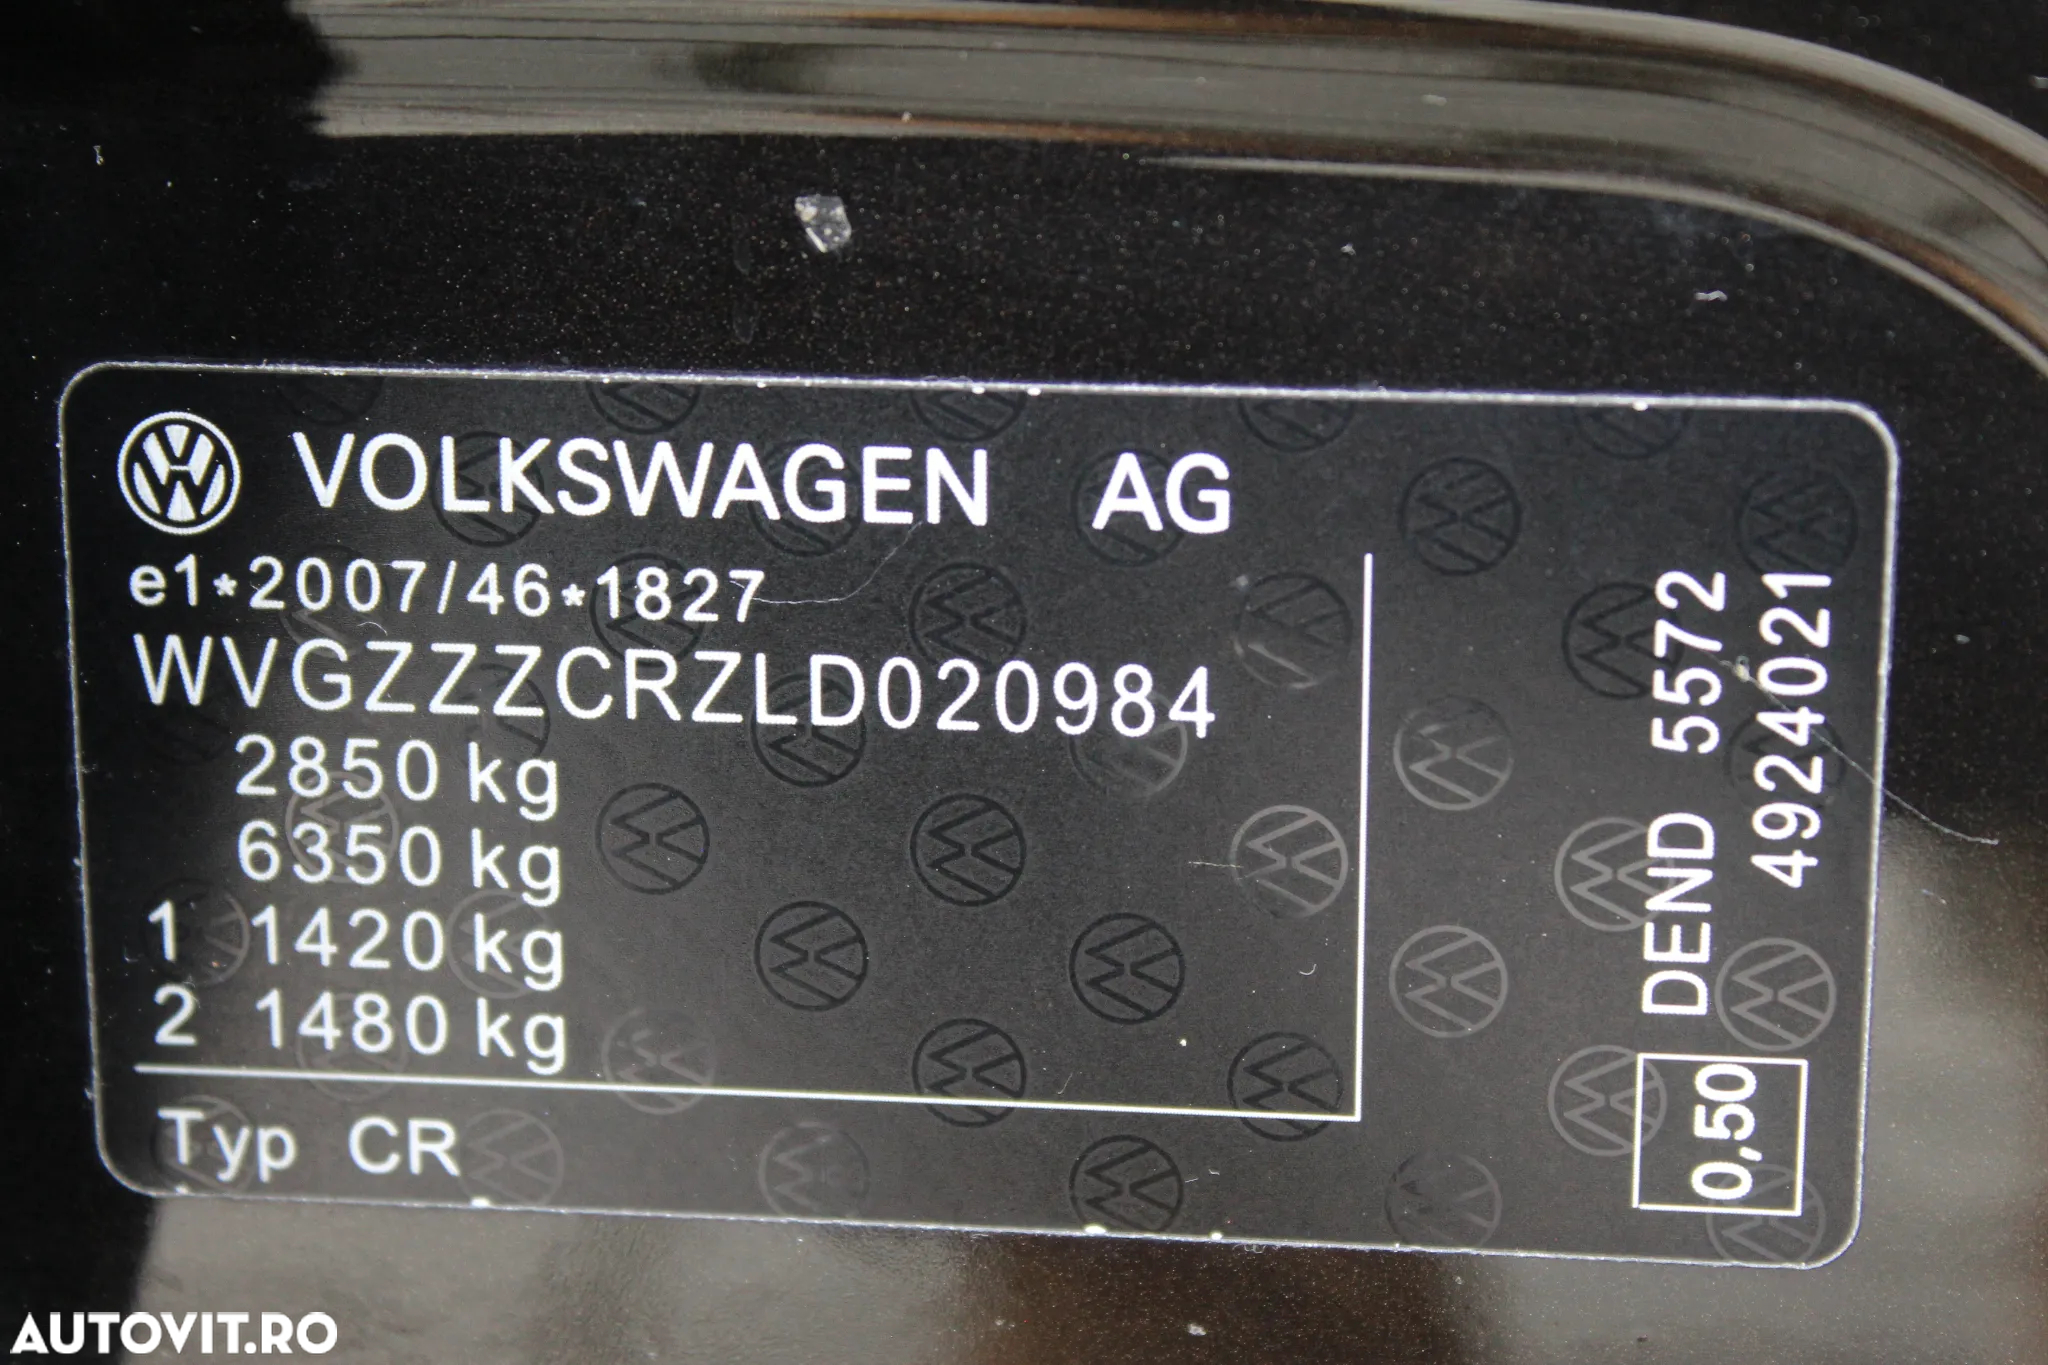 VOLKSWAGEN AG
e1*2007/46*1827
WVGZZZCRZLD020984
2850 kg
6350 kg
1 1420 kg
2 1480 kg
Typ CR
0,50 DEND 5572
4924021
AUTOVIT.RO